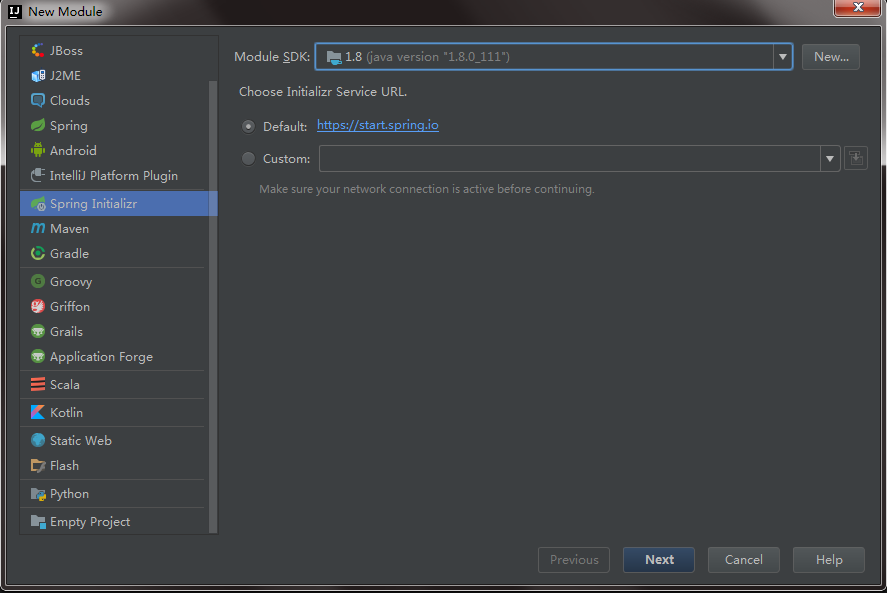 New Module
JBoss
J2ME
Clouds
Spring
Android
IntelliJ Platform Plugin
Spring Initializr
Maven
Gradle
Groovy
Griffon
Grails
Application Forge
Scala
Kotlin
Static Web
Flash
Python
Empty Project
Module SDK: 1.8 (java version "1.8.0_111") New...
Choose Initializr Service URL.
Default: https://start.spring.io
Custom:
Make sure your network connection is active before continuing.
Previous Next Cancel Help